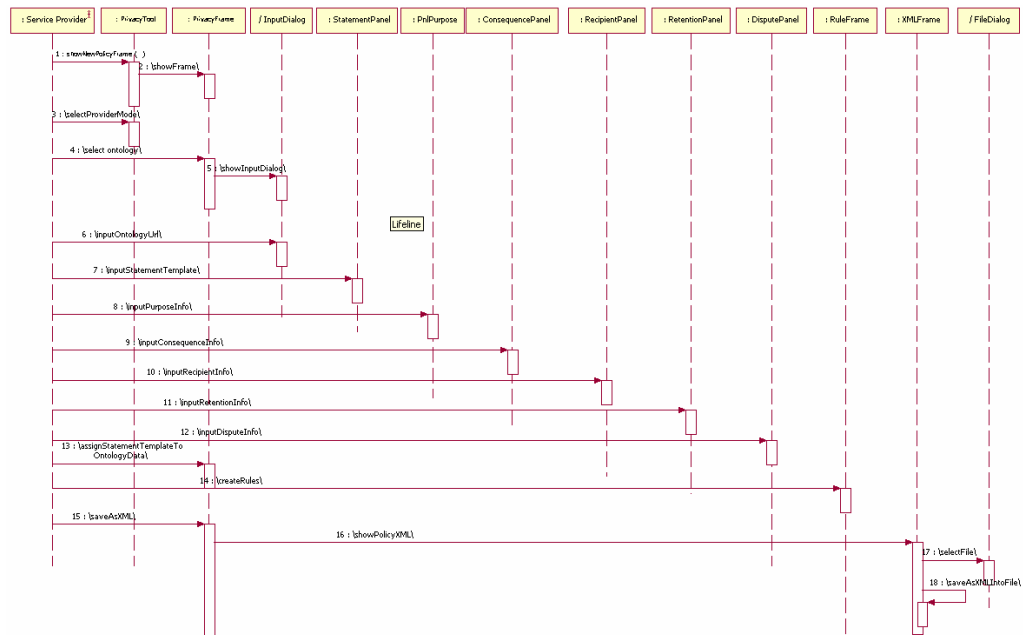 : Service Provider
: PrivacyTool
: PrivacyFrame
/ InputDialog
: StatementPanel
: PnlPurpose
: ConsequencePanel
: RecipientPanel
: RetentionPanel
: DisputePanel
: RuleFrame
: XMLFrame
/ FileDialog
1 : showNewPolicyFrame ( )
2 : \showFrame\
3 : \selectProviderMode\
4 : \select ontology\
5 : \showInputDialog\
Lifeline
6 : \inputOntologyUrl\
7 : \inputStatementTemplate\
8 : \inputPurposeInfo\
9 : \inputConsequenceInfo\
10 : \inputRecipientInfo\
11 : \inputRetentionInfo\
12 : \inputDisputeInfo\
13 : \assignStatementTemplateTo
OntologyData\
14 : \createRules\
15 : \saveAsXML\
16 : \showPolicyXML\
17 : \selectFile\
18 : \saveAsXMLIntoFile\